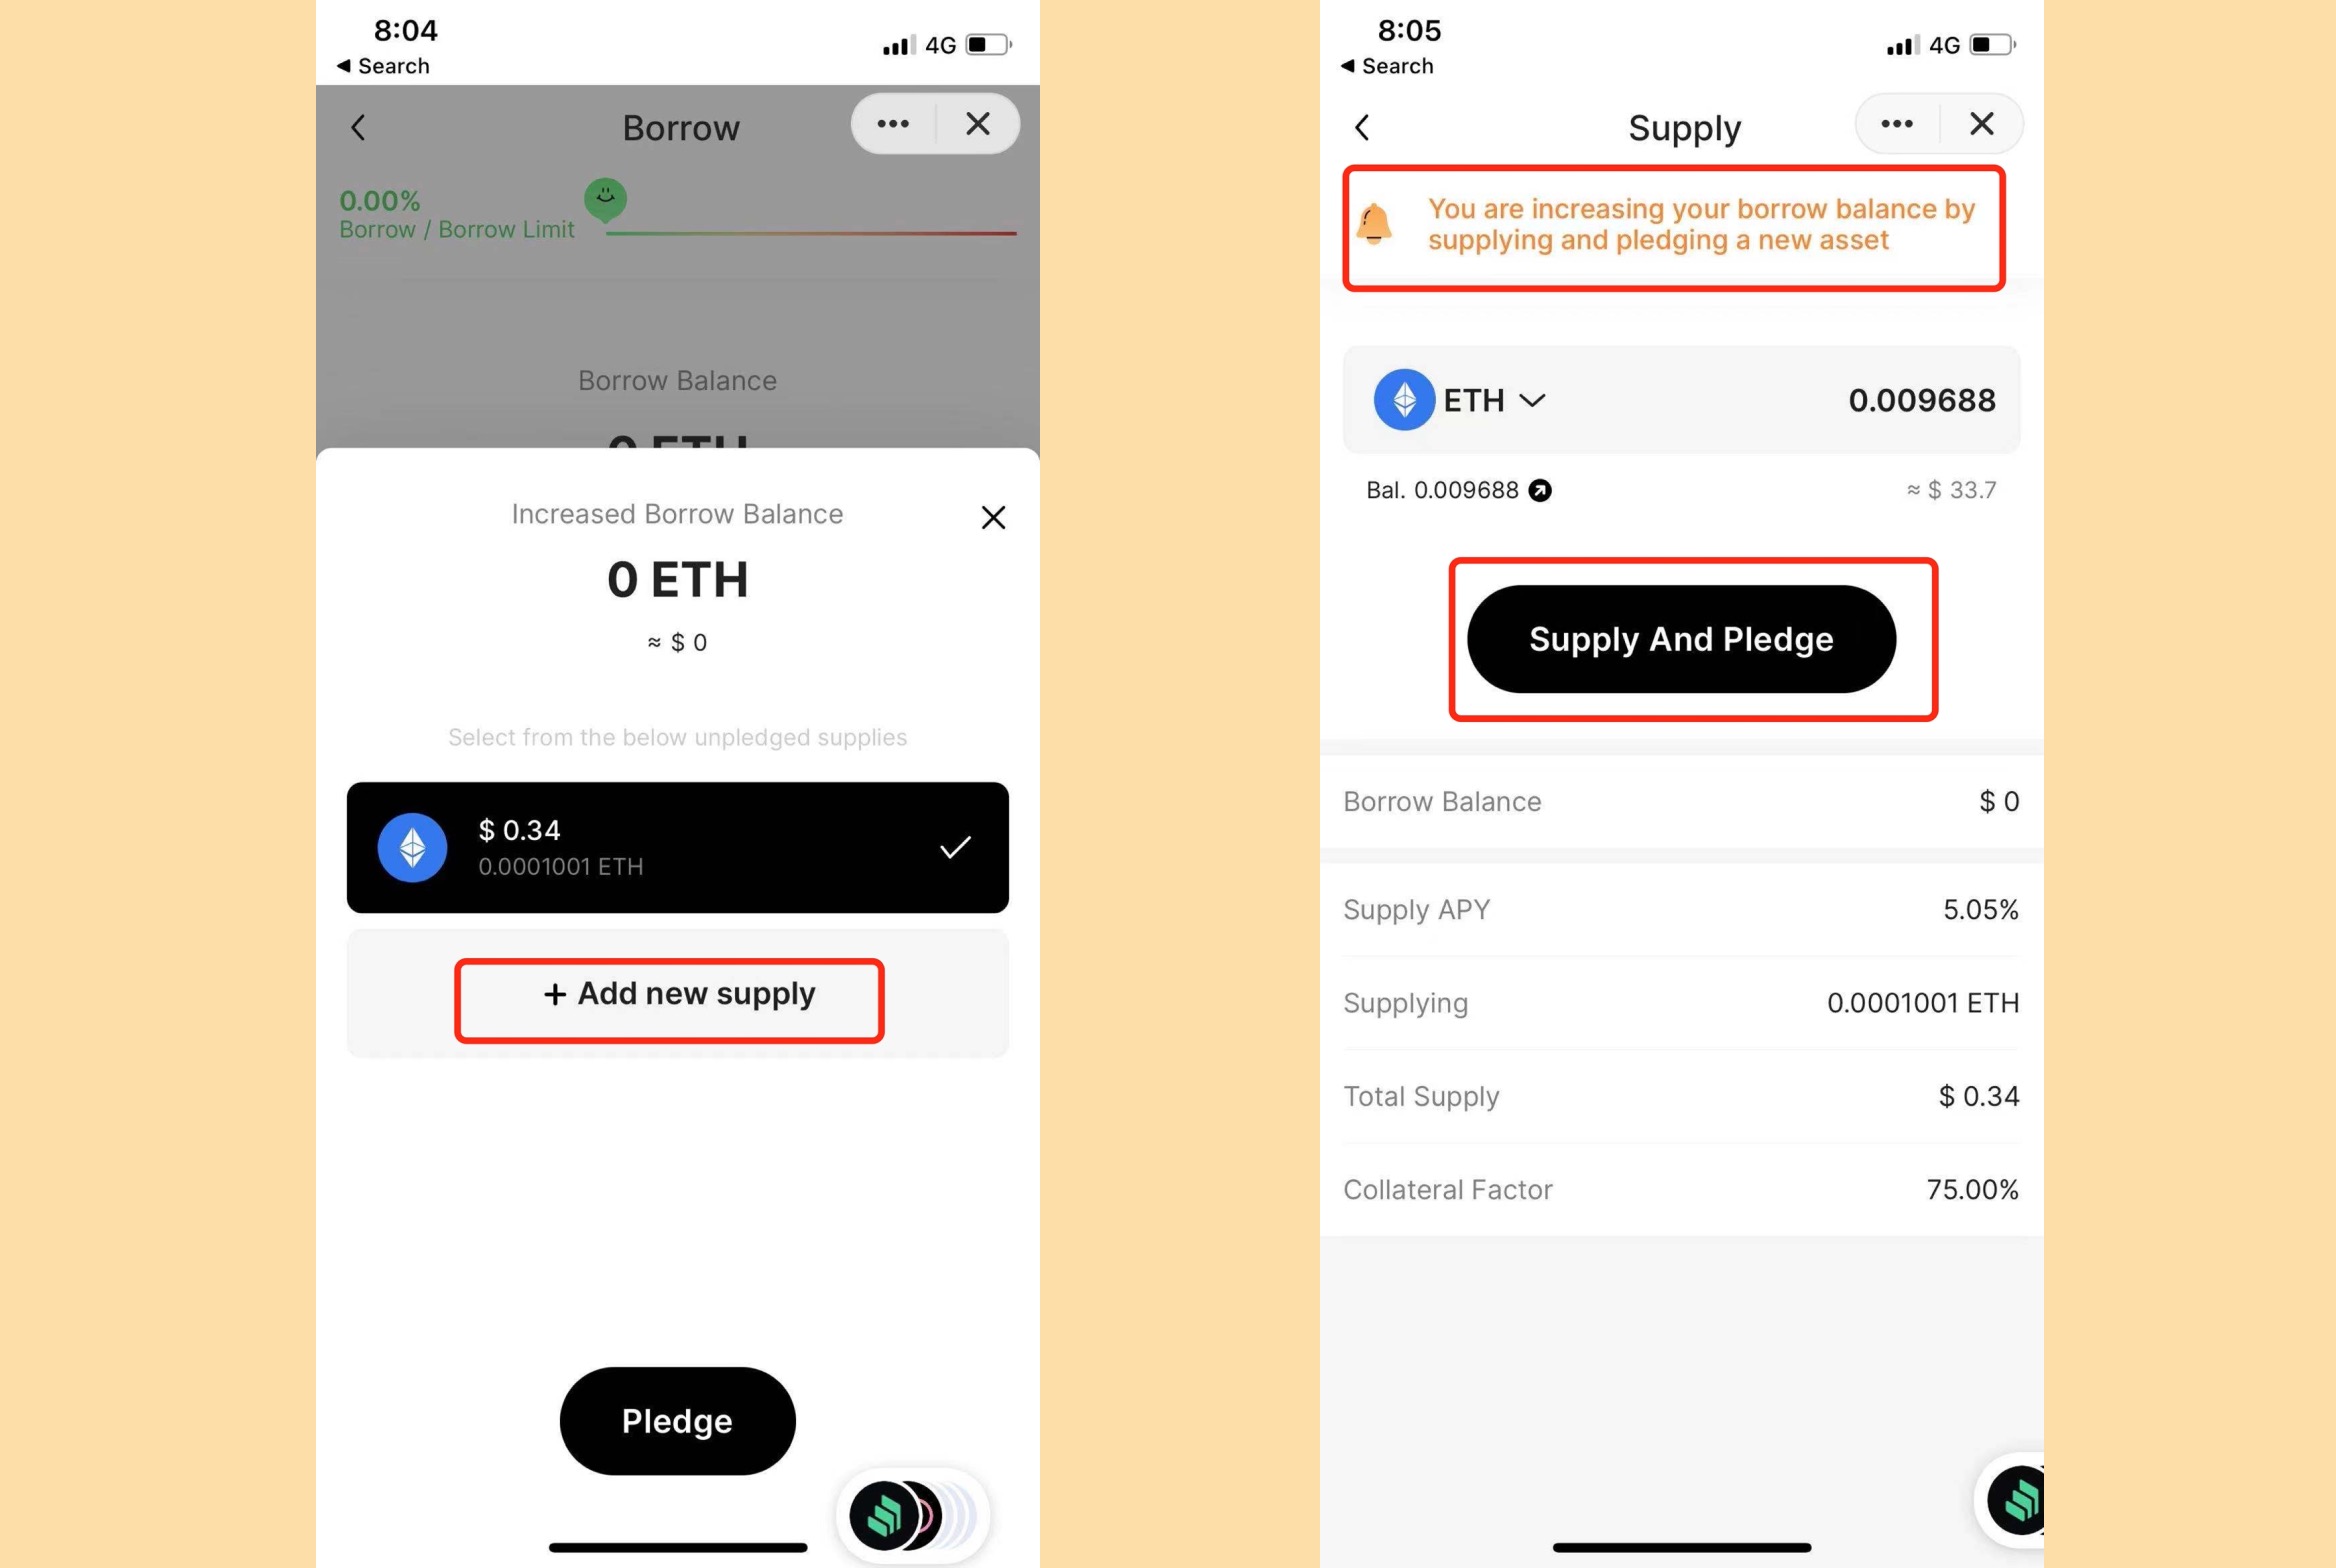 8:04
4G
◀ Search
Borrow
0.00%
Borrow / Borrow Limit
Borrow Balance
0 ETH
Increased Borrow Balance
0 ETH
≈ $ 0
Select from the below unpledged supplies
$ 0.34
0.0001001 ETH
+ Add new supply
Pledge
8:05
4G
◀ Search
Supply
You are increasing your borrow balance by
supplying and pledging a new asset
ETH
0.009688
Bal. 0.009688
≈ $ 33.7
Supply And Pledge
Borrow Balance
$ 0
Supply APY
5.05%
Supplying
0.0001001 ETH
Total Supply
$ 0.34
Collateral Factor
75.00%